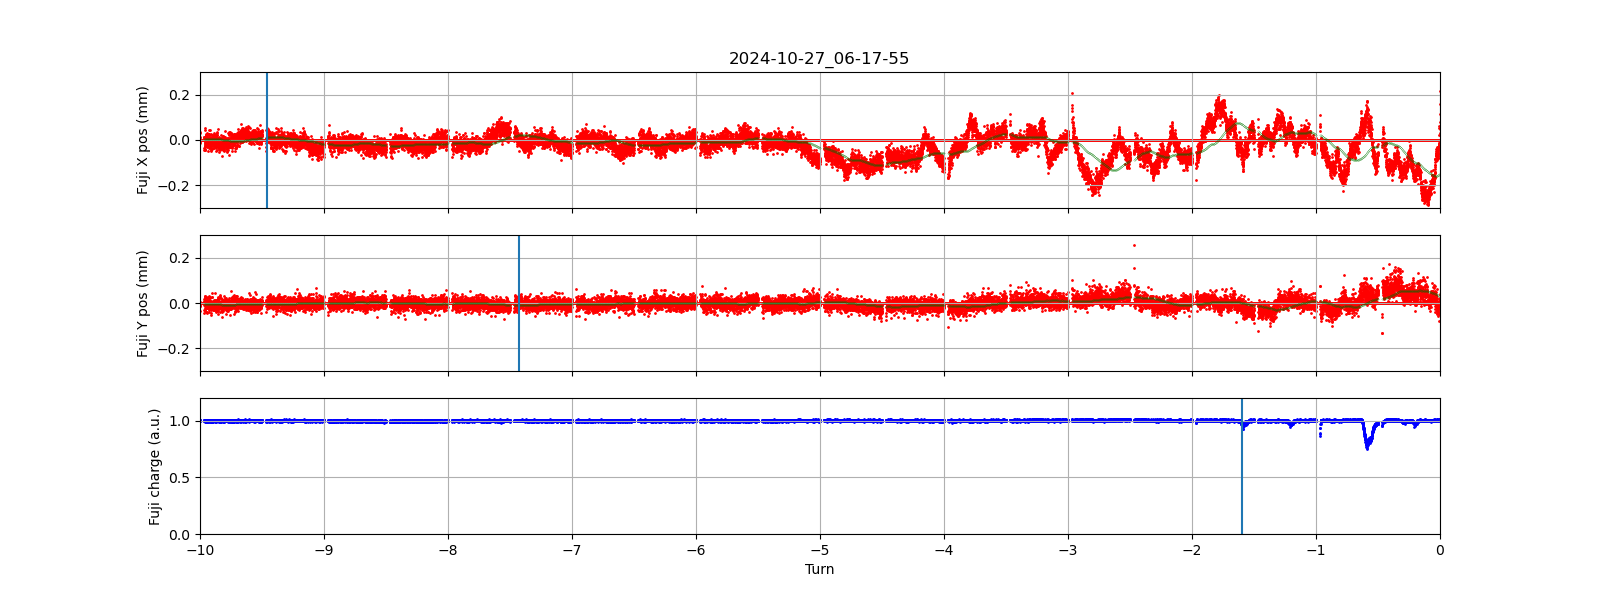 2024-10-27_06-17-55
Fuji X pos (mm)
0.2
0.0
−0.2
Fuji Y pos (mm)
0.2
0.0
−0.2
Fuji charge (a.u.)
1.0
0.5
0.0
−10 −9 −8 −7 −6 −5 −4 −3 −2 −1 0
Turn